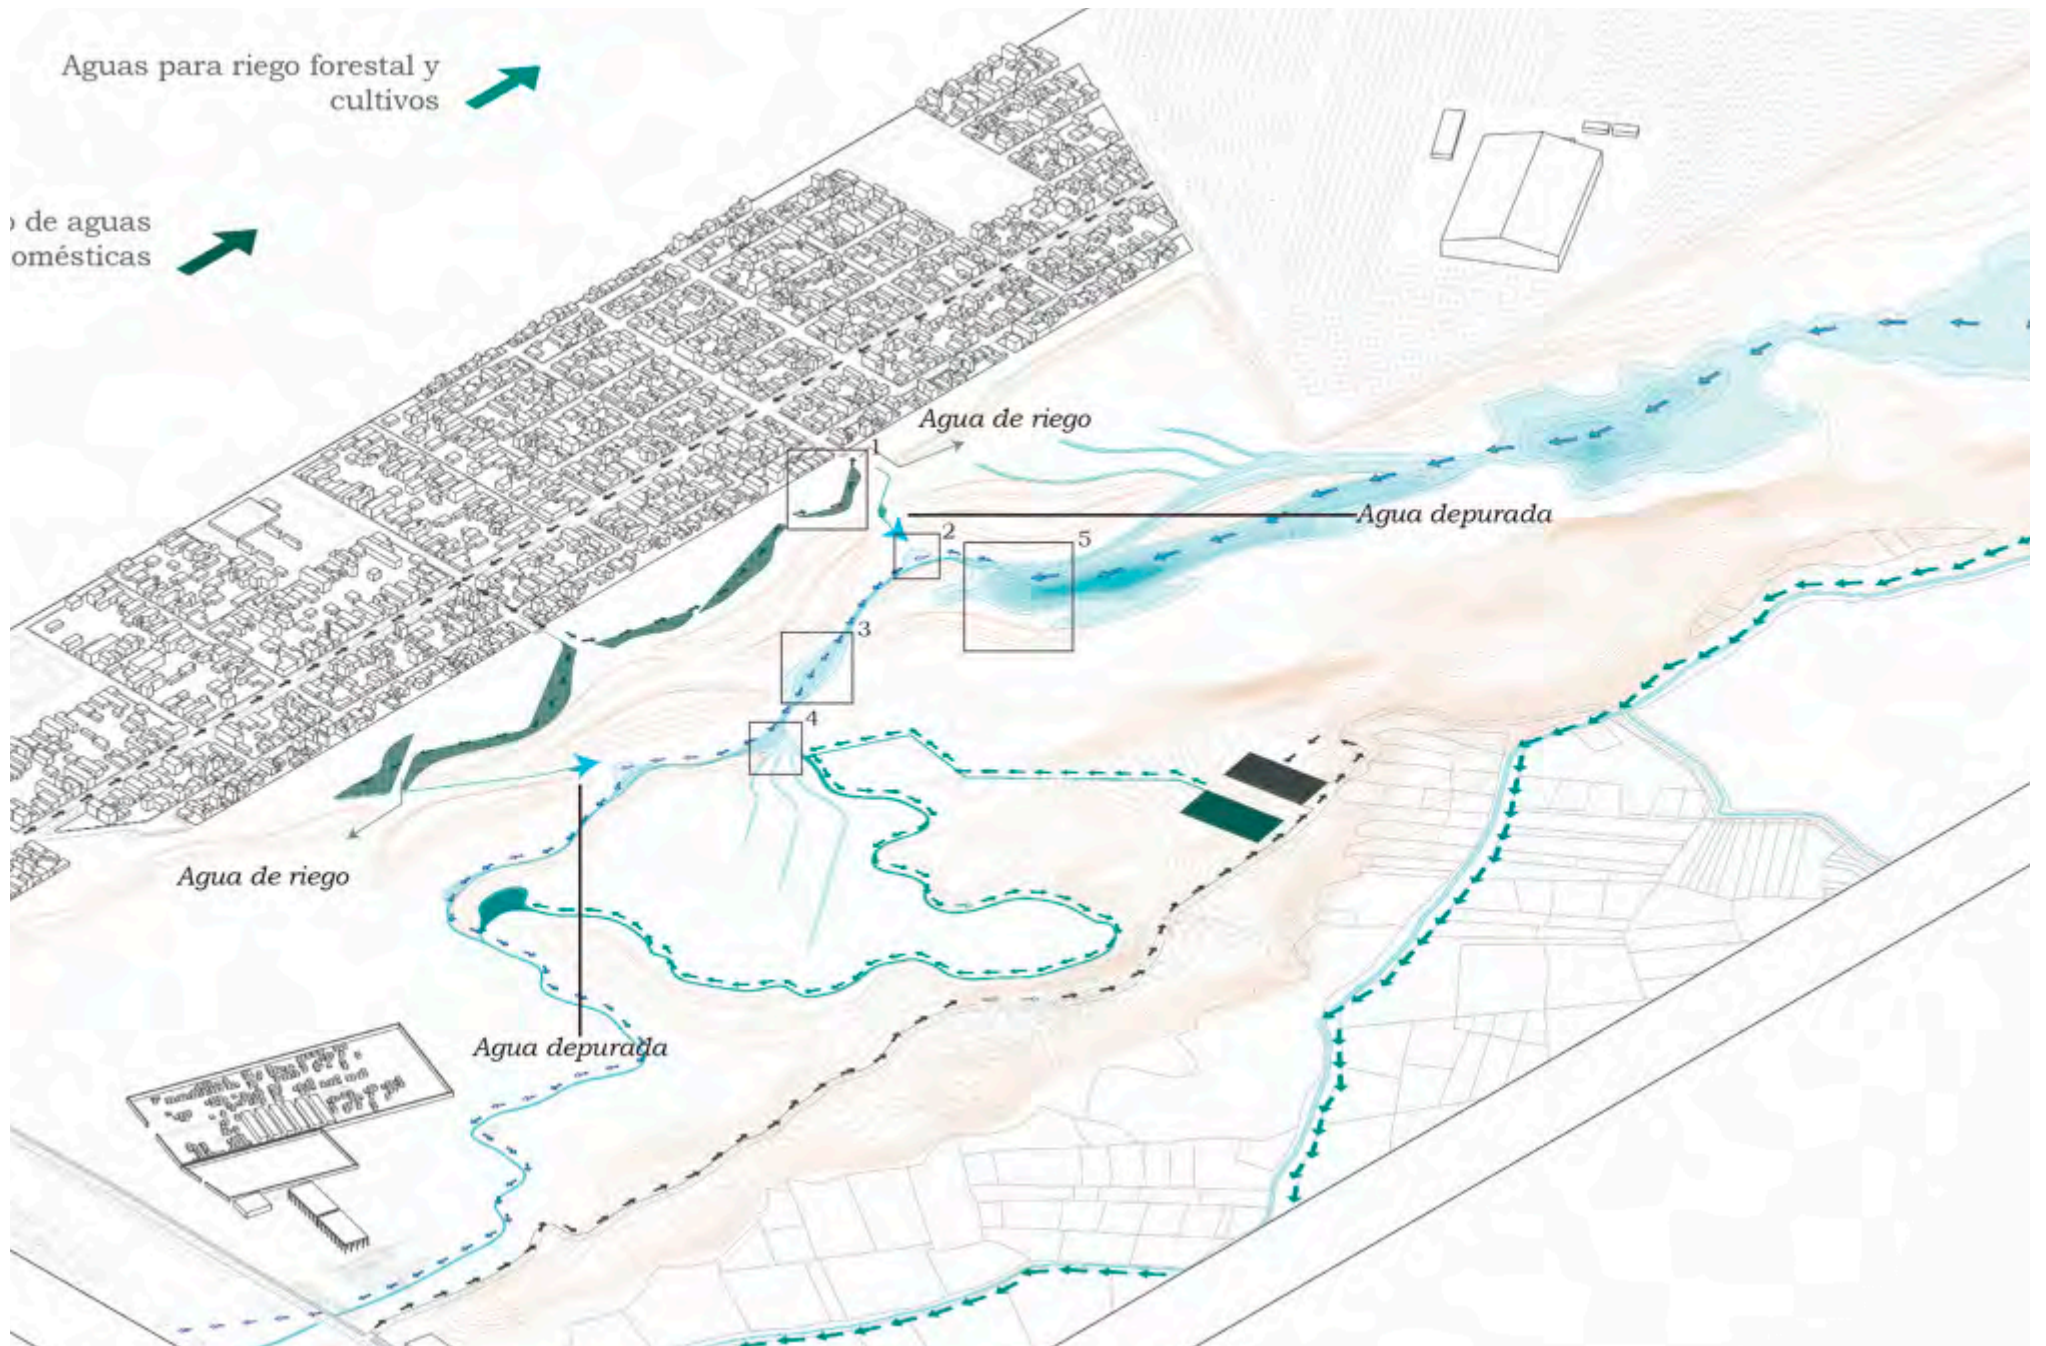 Aguas para riego forestal y
cultivos
de aguas
Agua de riego
1
Agua depurada
2
5
3
4
Agua de riego
Agua depurada